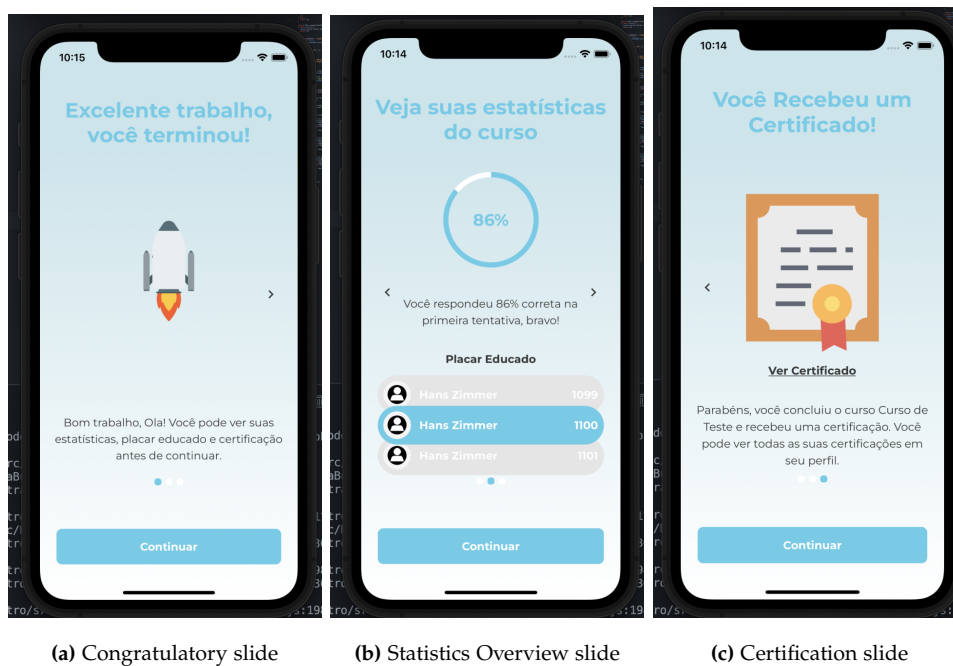 10:15
Excelente trabalho,
você terminou!
Bom trabalho, Ola! Você pode ver suas
estatísticas, placar educado e certificação
antes de continuar.
Continuar
(a) Congratulatory slide
10:14
Veja suas estatísticas
do curso
86%
Você respondeu 86% correta na
primeira tentativa, bravo!
Placar Educado
Hans Zimmer 1099
Hans Zimmer 1100
Hans Zimmer 1101
Continuar
(b) Statistics Overview slide
10:14
Você Recebeu um
Certificado!
Ver Certificado
Parabéns, você concluiu o curso Curso de
Teste e recebeu uma certificação. Você
pode ver todas as suas certificações em
seu perfil.
Continuar
(c) Certification slide